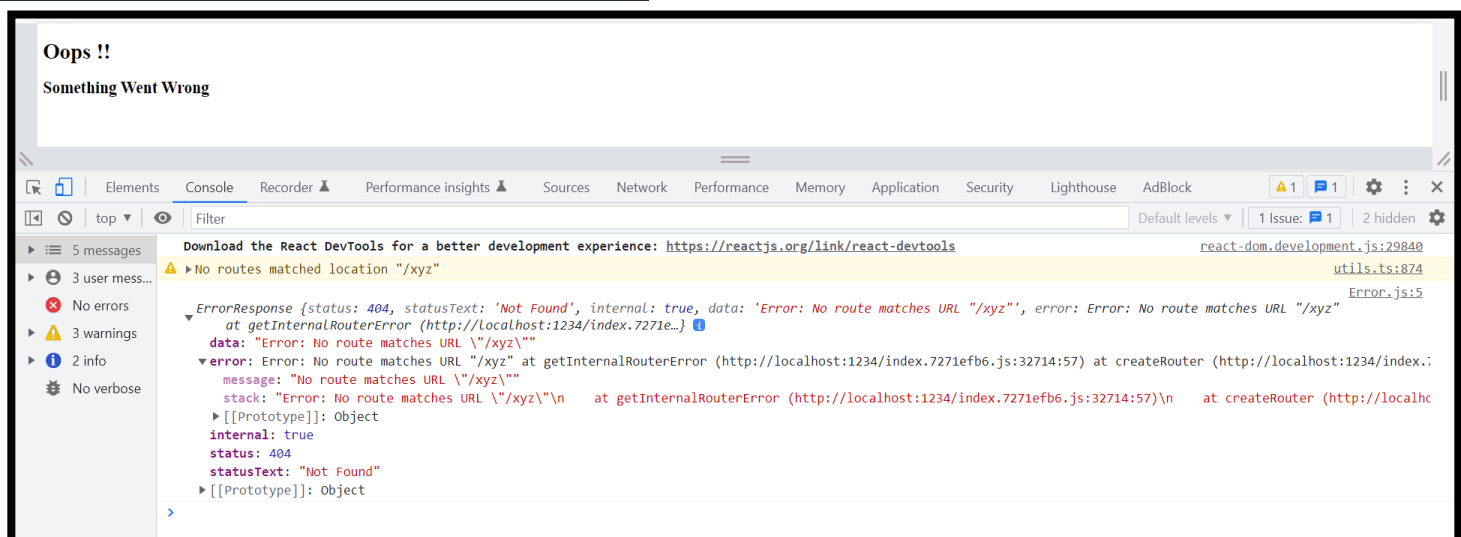 Oops !!
Something Went Wrong
Elements Console Recorder Performance insights Sources Network Performance Memory Application Security Lighthouse AdBlock 1 1
top ▼ Filter Default levels ▼ 1 Issue: 1 2 hidden
5 messages
3 user mess...
No errors
3 warnings
2 info
No verbose
Download the React DevTools for a better development experience: https://reactjs.org/link/react-devtools react-dom.development.js:29840
No routes matched location "/xyz" utils.ts:874
Error.js:5
ErrorResponse {status: 404, statusText: 'Not Found', internal: true, data: 'Error: No route matches URL "/xyz"', error: Error: No route matches URL "/xyz"
at getInternalRouterError (http://localhost:1234/index.7271e…}
data: "Error: No route matches URL \"/xyz\""
error: Error: No route matches URL "/xyz" at getInternalRouterError (http://localhost:1234/index.7271efb6.js:32714:57) at createRouter (http://localhost:1234/index.7
message: "No route matches URL \"/xyz\""
stack: "Error: No route matches URL \"/xyz\"\n    at getInternalRouterError (http://localhost:1234/index.7271efb6.js:32714:57)\n    at createRouter (http://localho
[[Prototype]]: Object
internal: true
status: 404
statusText: "Not Found"
[[Prototype]]: Object